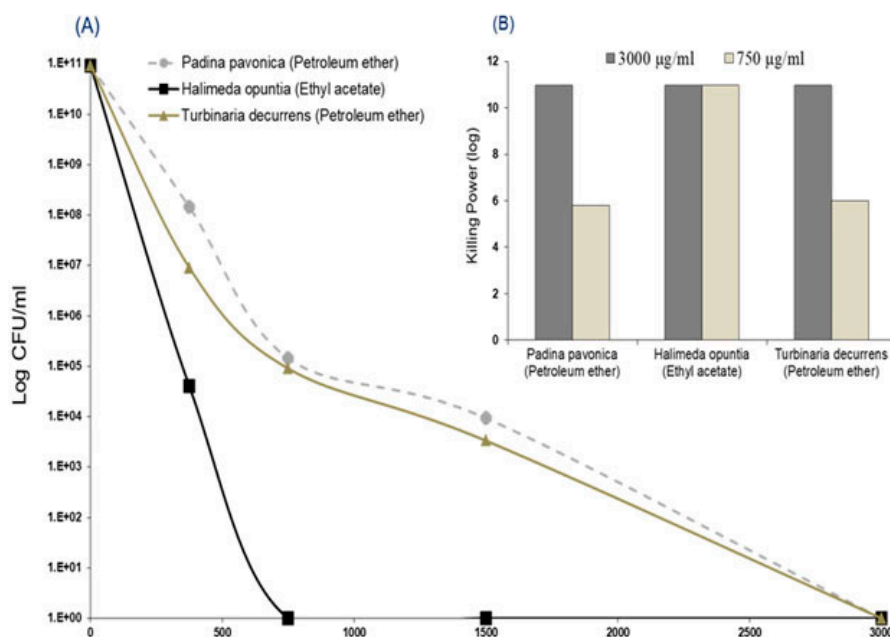 (A)
Log CFU/ml
1.E+11
1.E+10
1.E+09
1.E+08
1.E+07
1.E+06
1.E+05
1.E+04
1.E+03
1.E+02
1.E+01
1.E+00
0
500
1000
1500
2000
2500
3000
Padina pavonica (Petroleum ether)
Halimeda opuntia (Ethyl acetate)
Turbinaria decurrens (Petroleum ether)
(B)
3000 µg/ml 750 µg/ml
Killing Power (log)
12
10
8
6
4
2
0
Padina pavonica
(Petroleum ether)
Halimeda opuntia
(Ethyl acetate)
Turbinaria decurrens
(Petroleum ether)